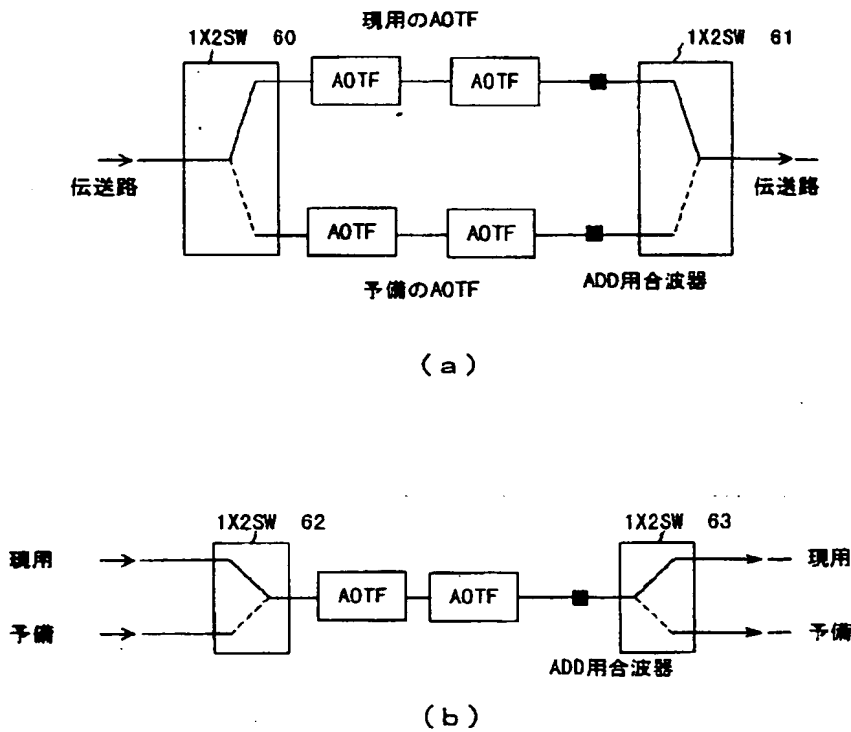 現用のAOTF
1X2SW 60
1X2SW 61
AOTF
AOTF
伝送路
伝送路
AOTF
AOTF
予備のAOTF
ADD用合波器
(a)
1X2SW 62
1X2SW 63
現用
現用
AOTF
AOTF
予備
予備
ADD用合波器
(b)